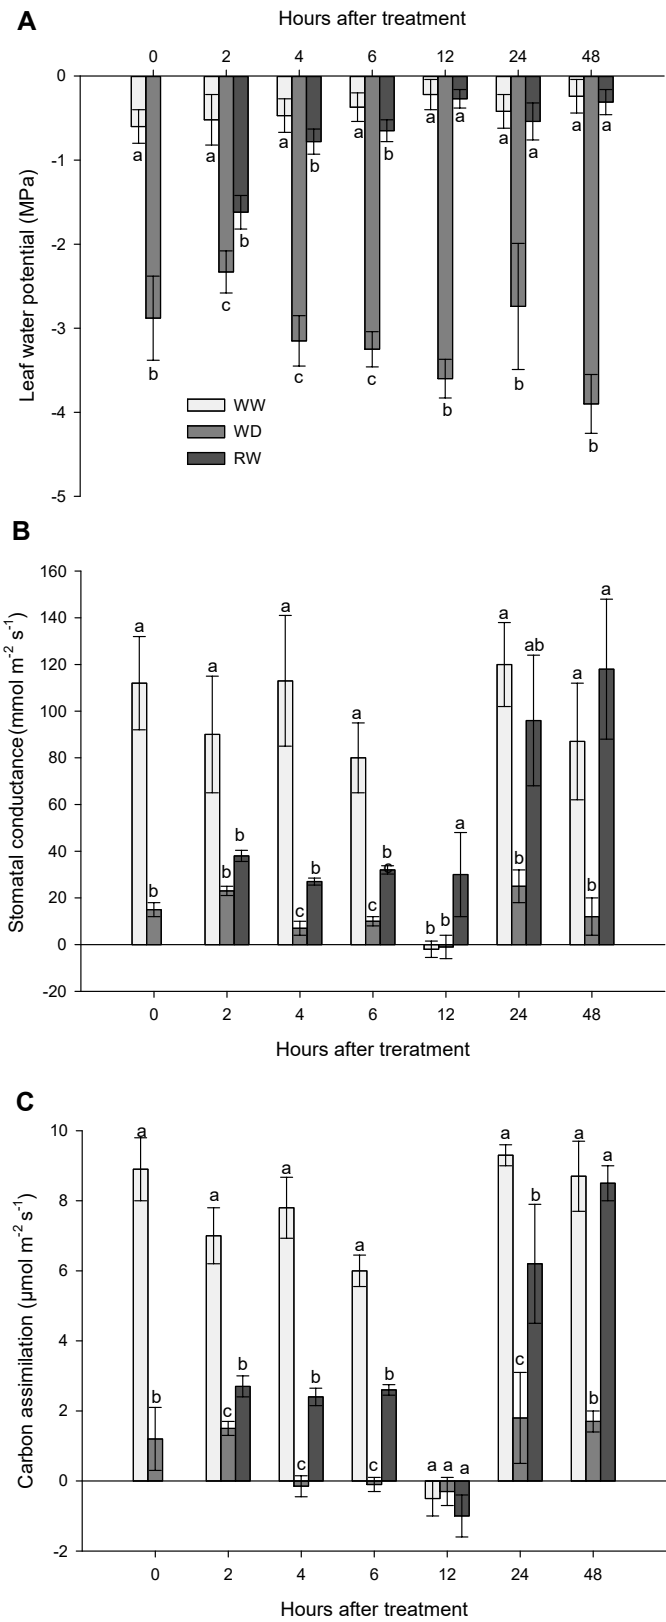 A
Hours after treatment
0 2 4 6 12 24 48
0
-1
-2
-3
-4
-5
Leaf water potential (MPa)
a b
a c b
a c b
a c b
a b a
a b a
a b a
WW
WD
RW
B
160
140
120
100
80
60
40
20
0
-20
Stomatal conductance (mmol m-2 s-1)
a b
a b b
a c b
a c b c
b b a
a b ab
a b a
0 2 4 6 12 24 48
Hours after treratment
C
10
8
6
4
2
0
-2
Carbon assimilation (µmol m-2 s-1)
a b
a c b
a c b
a c b
a a a
a c b
a b a
0 2 4 6 12 24 48
Hours after treatment